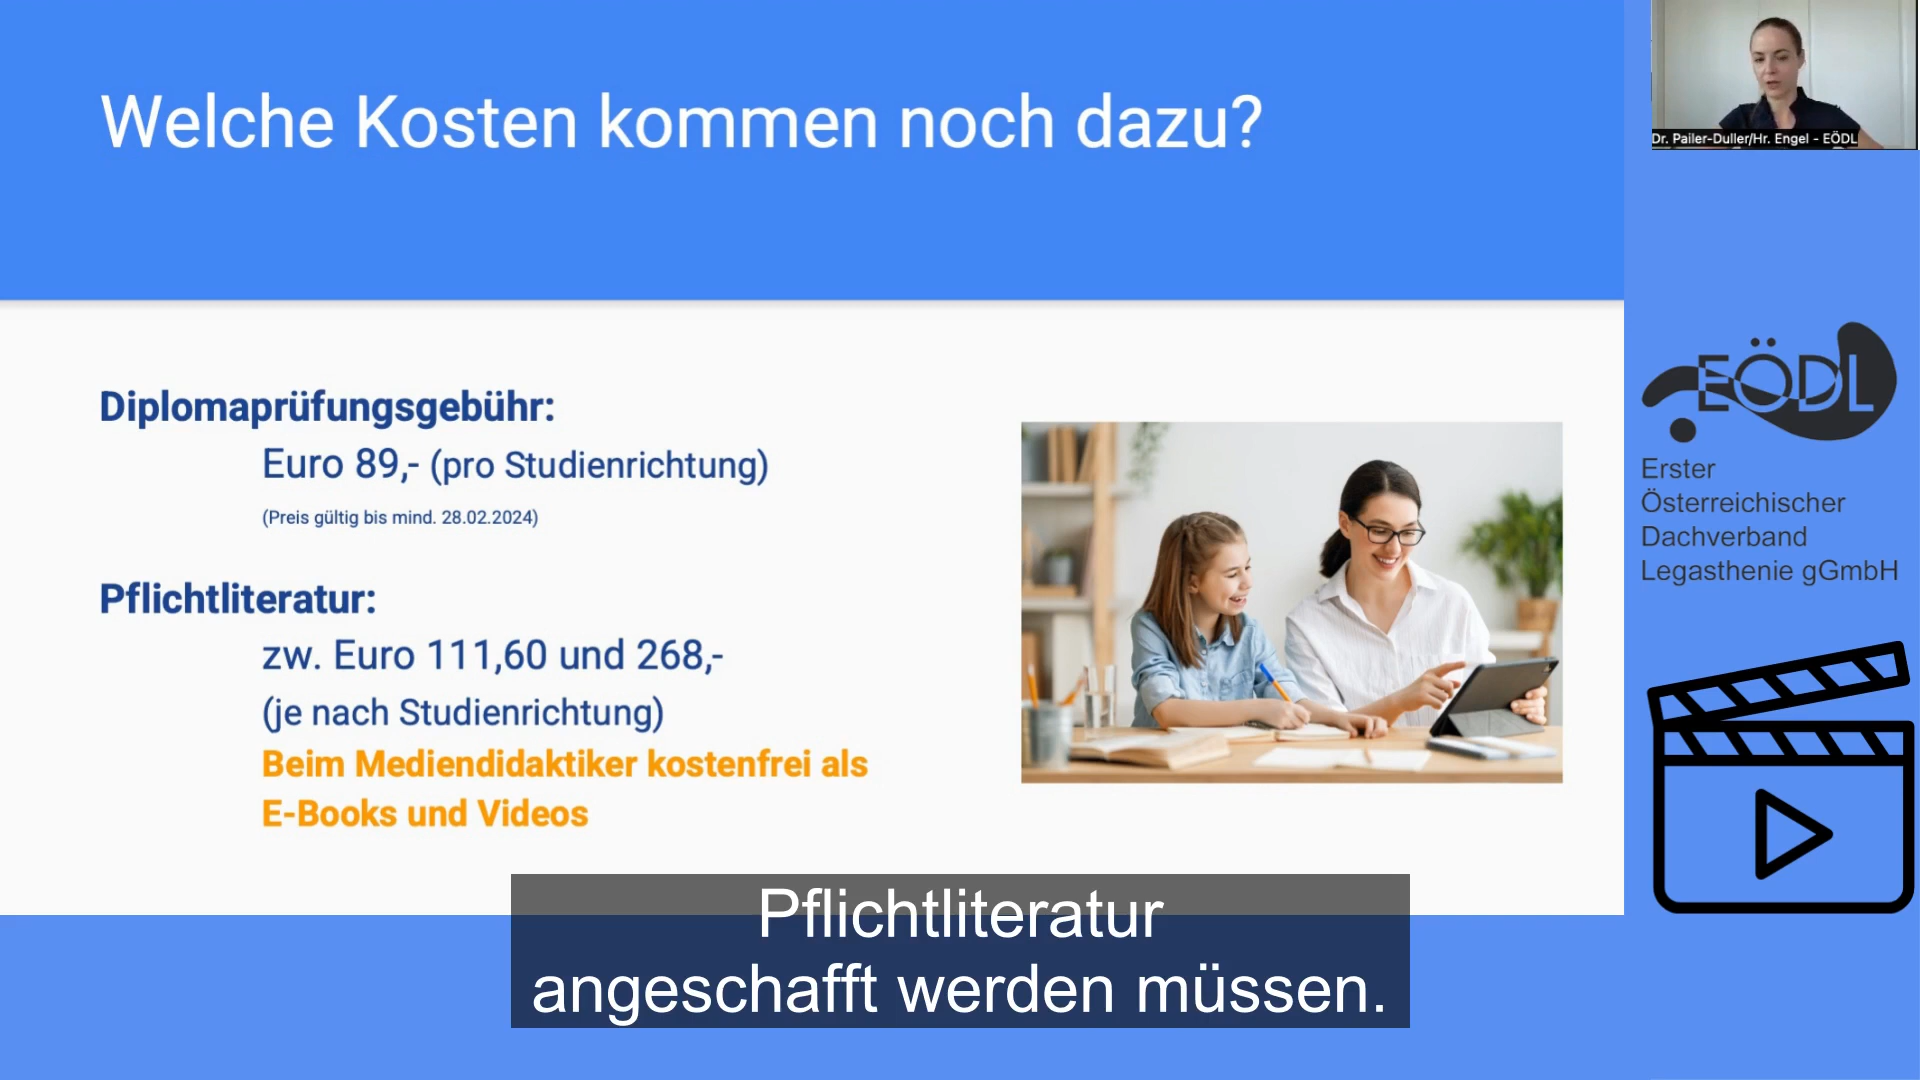 Welche Kosten kommen noch dazu?
Dr. Pailer-Duller/Hr. Engel - EÖDL
Diplomaprüfungsgebühr:
Euro 89,- (pro Studienrichtung)
(Preis gültig bis mind. 28.02.2024)
Pflichtliteratur:
zw. Euro 111,60 und 268,-
(je nach Studienrichtung)
Beim Mediendidaktiker kostenfrei als
E-Books und Videos
EÖDL
Erster
Österreichischer
Dachverband
Legasthenie gGmbH
Pflichtliteratur
angeschafft werden müssen.